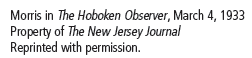 Morris in The Hoboken Observer, March 4, 1933
Property of The New Jersey Journal
Reprinted with permission.